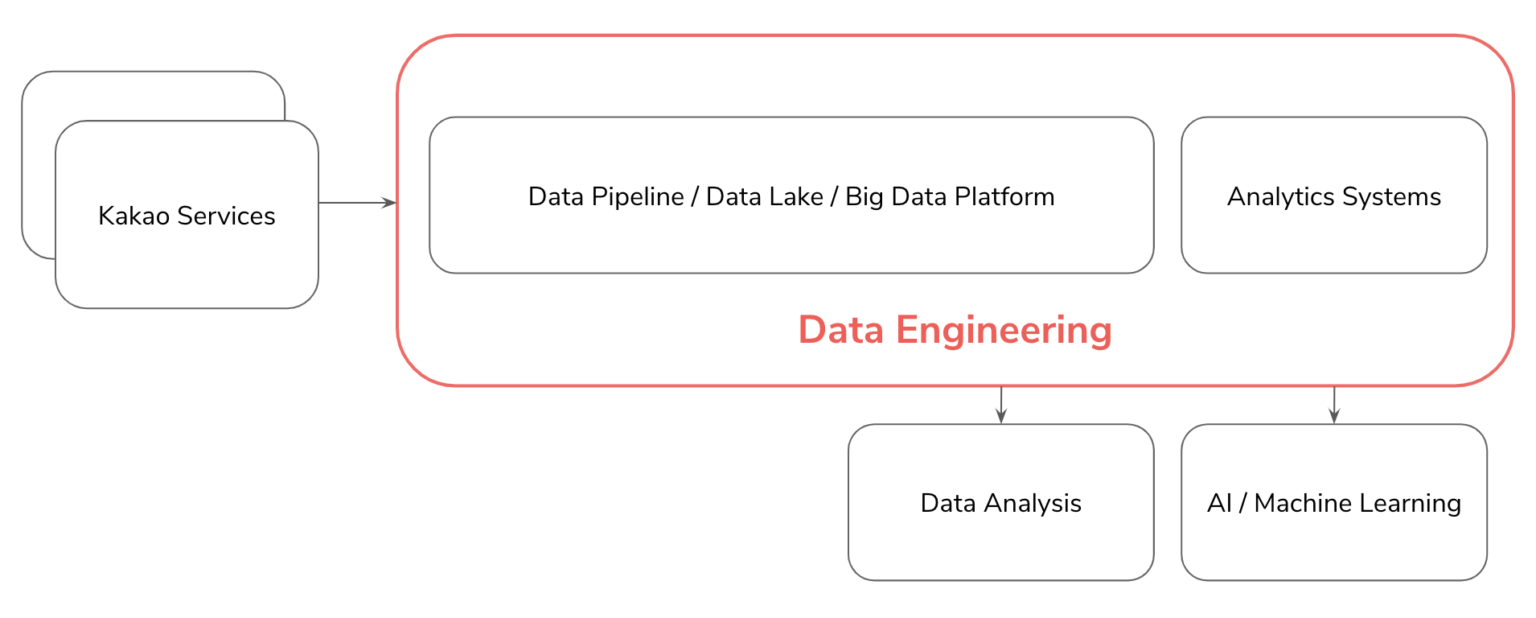 Kakao Services
Data Pipeline / Data Lake / Big Data Platform
Analytics Systems
Data Engineering
Data Analysis
AI / Machine Learning